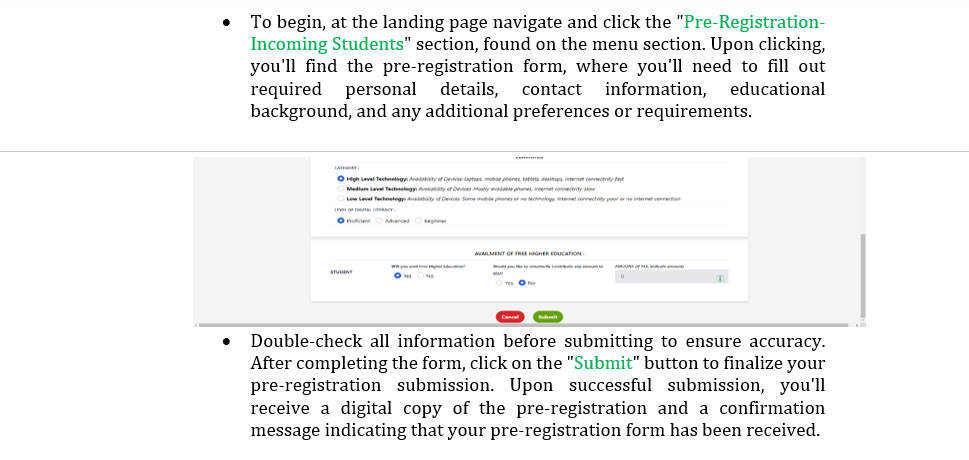 • To begin, at the landing page navigate and click the "Pre-Registration-
Incoming Students" section, found on the menu section. Upon clicking,
you'll find the pre-registration form, where you'll need to fill out
required personal details, contact information, educational
background, and any additional preferences or requirements.
CATEGORY :
High Level Technology: Availability of Devices: laptops, mobile phones, tablets, desktops, internet connectivity fast
Medium Level Technology: Availability of Devices Mostly available phones, internet connectivity slow
Low Level Technology: Availability of Devices Some mobile phones or no technology, internet connectivity poor or no internet connection
LEVEL OF DIGITAL LITERACY :
Proficient Advanced Beginner
AVAILMENT OF FREE HIGHER EDUCATION :
STUDENT
Will you avail Free Higher Education?
Yes No
Would you like to voluntarily Contribute any amount to
Yes No
AMOUNT (if YES, indicate amount)
0
Cancel Submit
• Double-check all information before submitting to ensure accuracy.
After completing the form, click on the "Submit" button to finalize your
pre-registration submission. Upon successful submission, you'll
receive a digital copy of the pre-registration and a confirmation
message indicating that your pre-registration form has been received.